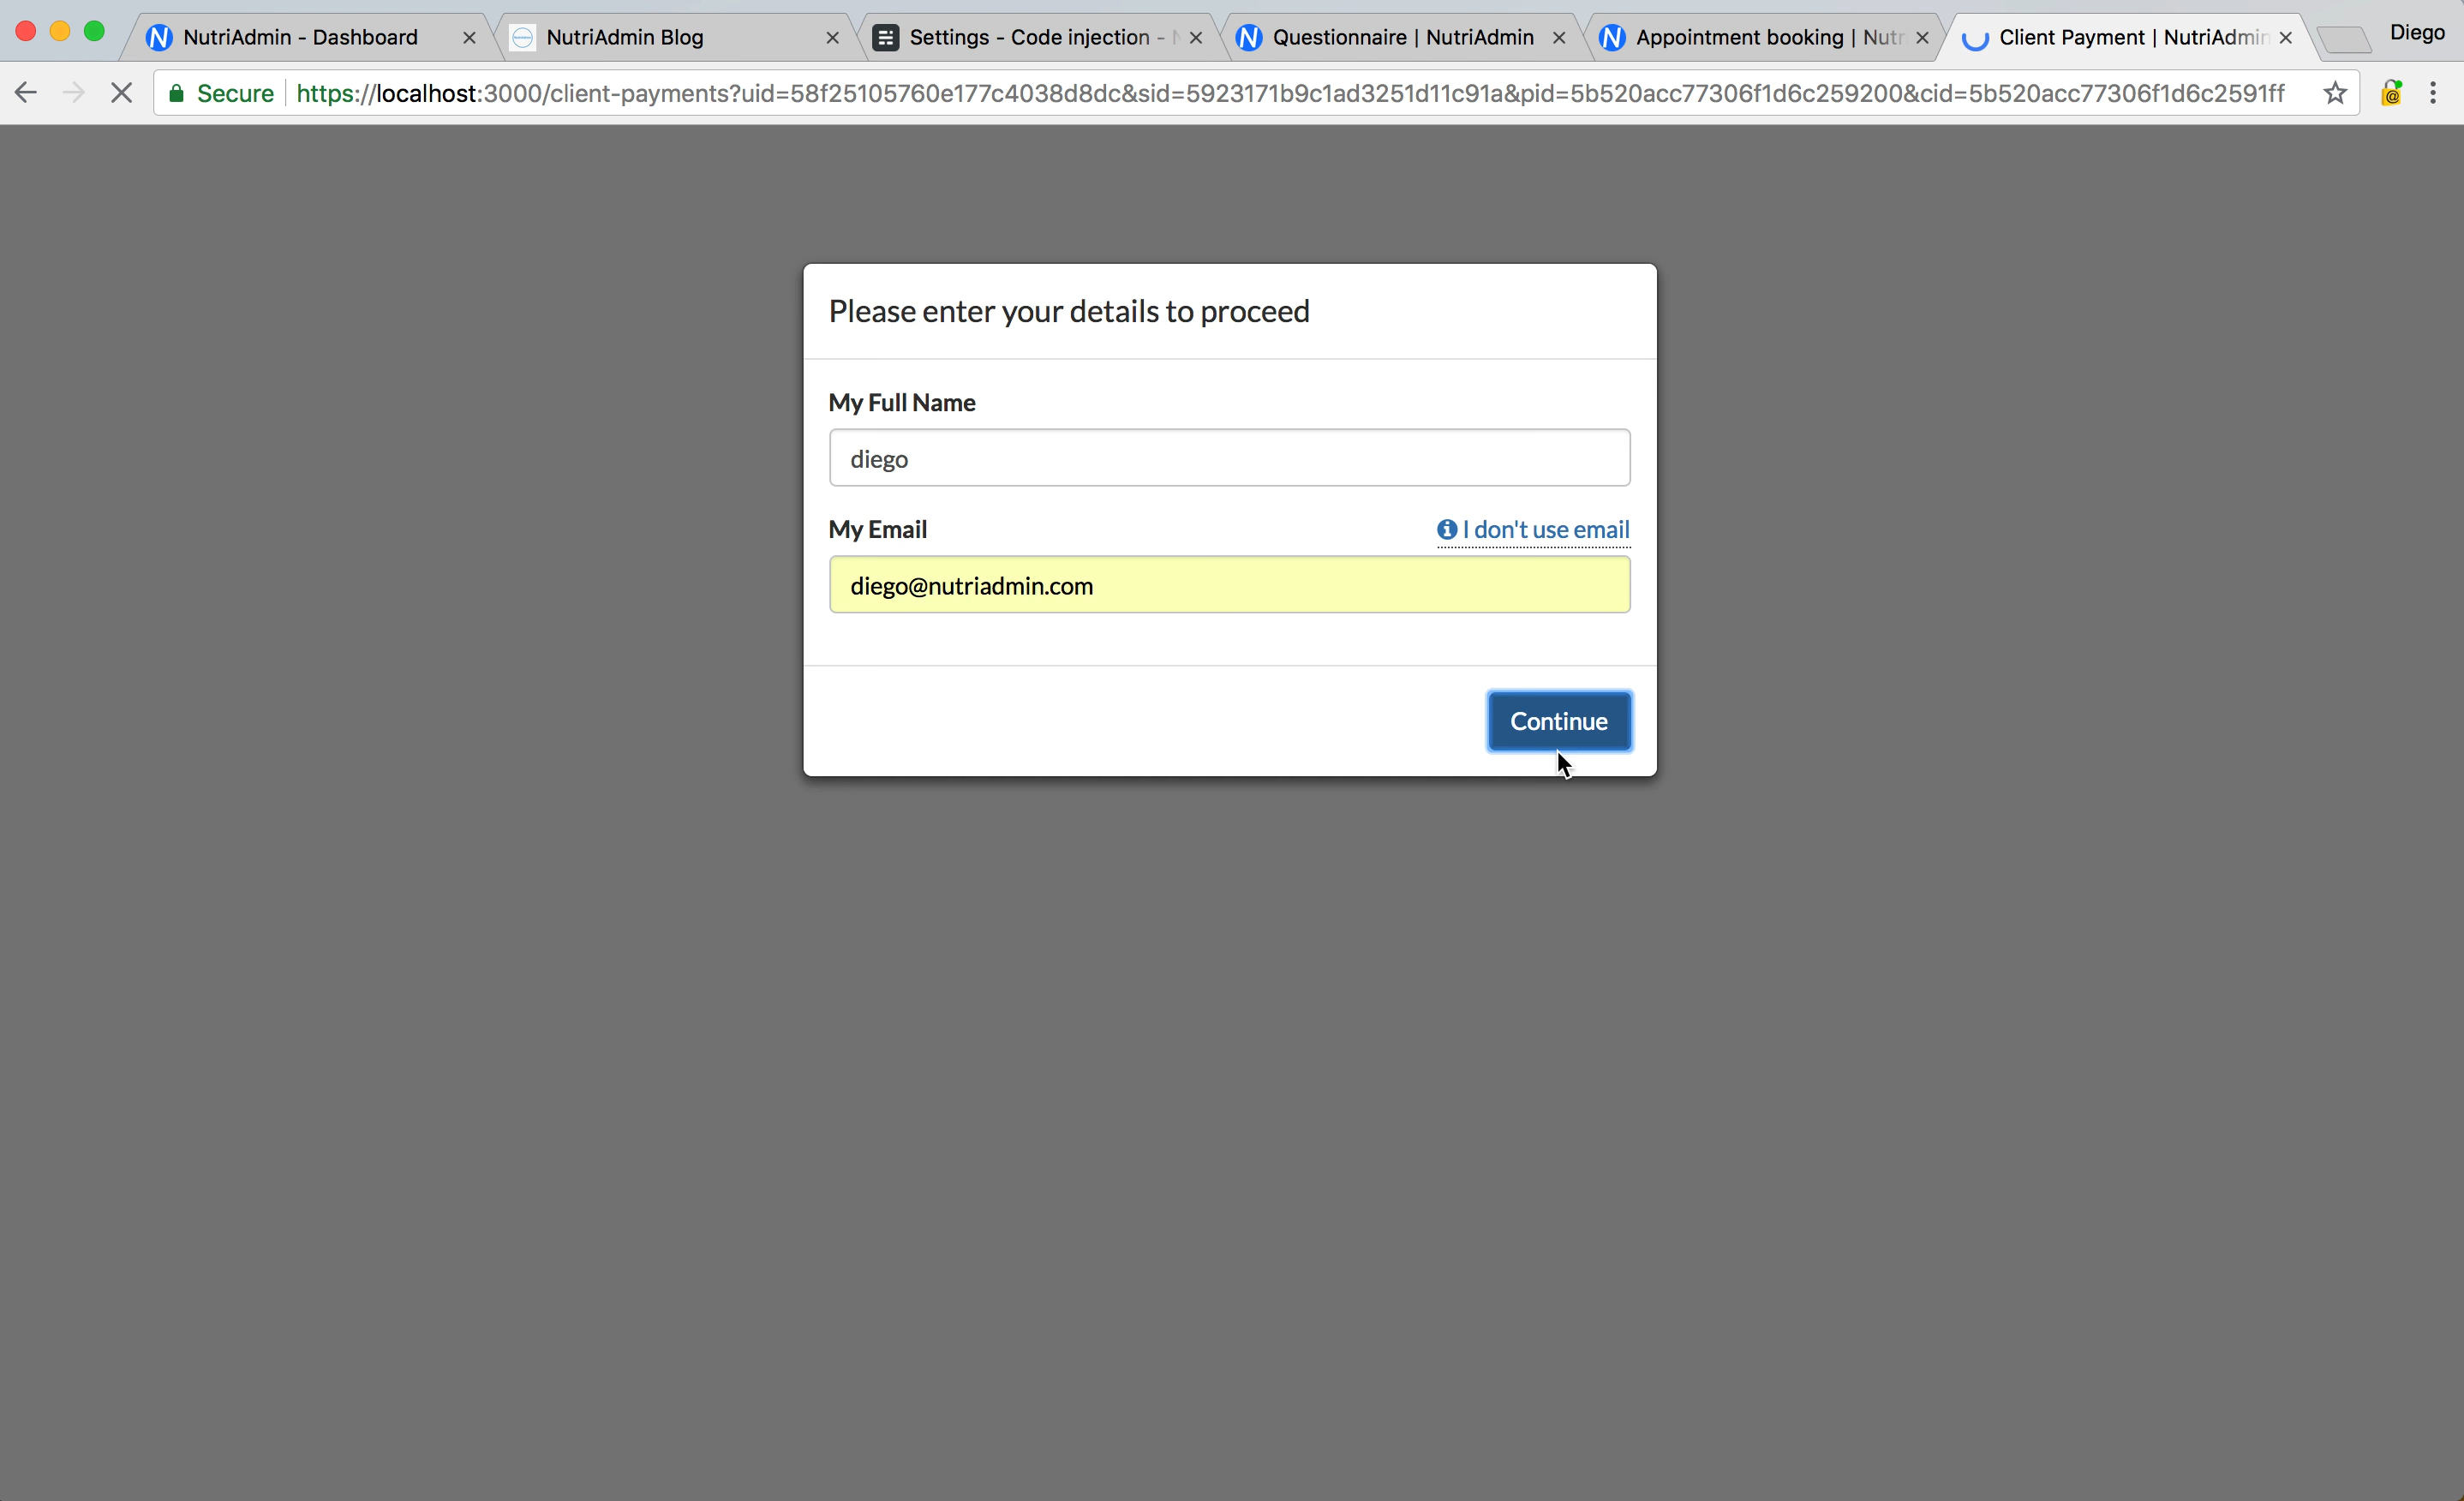 NutriAdmin - Dashboard
NutriAdmin Blog
Settings - Code injection -
Questionnaire | NutriAdmin
Appointment booking | Nutr
Client Payment | NutriAdmin
Diego
Secure
https://localhost:3000/client-payments?uid=58f25105760e177c4038d8dc&sid=5923171b9c1ad3251d11c91a&pid=5b520acc77306f1d6c259200&cid=5b520acc77306f1d6c2591ff
Please enter your details to proceed
My Full Name
diego
My Email
I don't use email
diego@nutriadmin.com
Continue